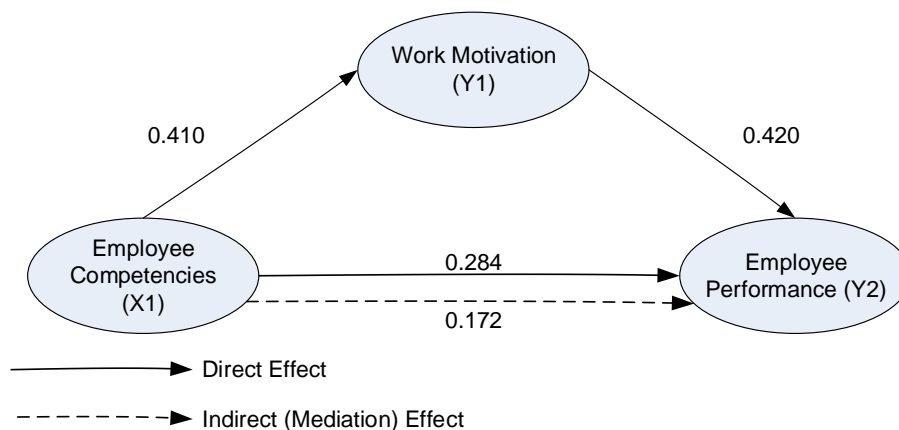 Work Motivation
(Y1)
0.410
0.420
Employee
Competencies
(X1)
0.284
0.172
Employee
Performance (Y2)
Direct Effect
Indirect (Mediation) Effect